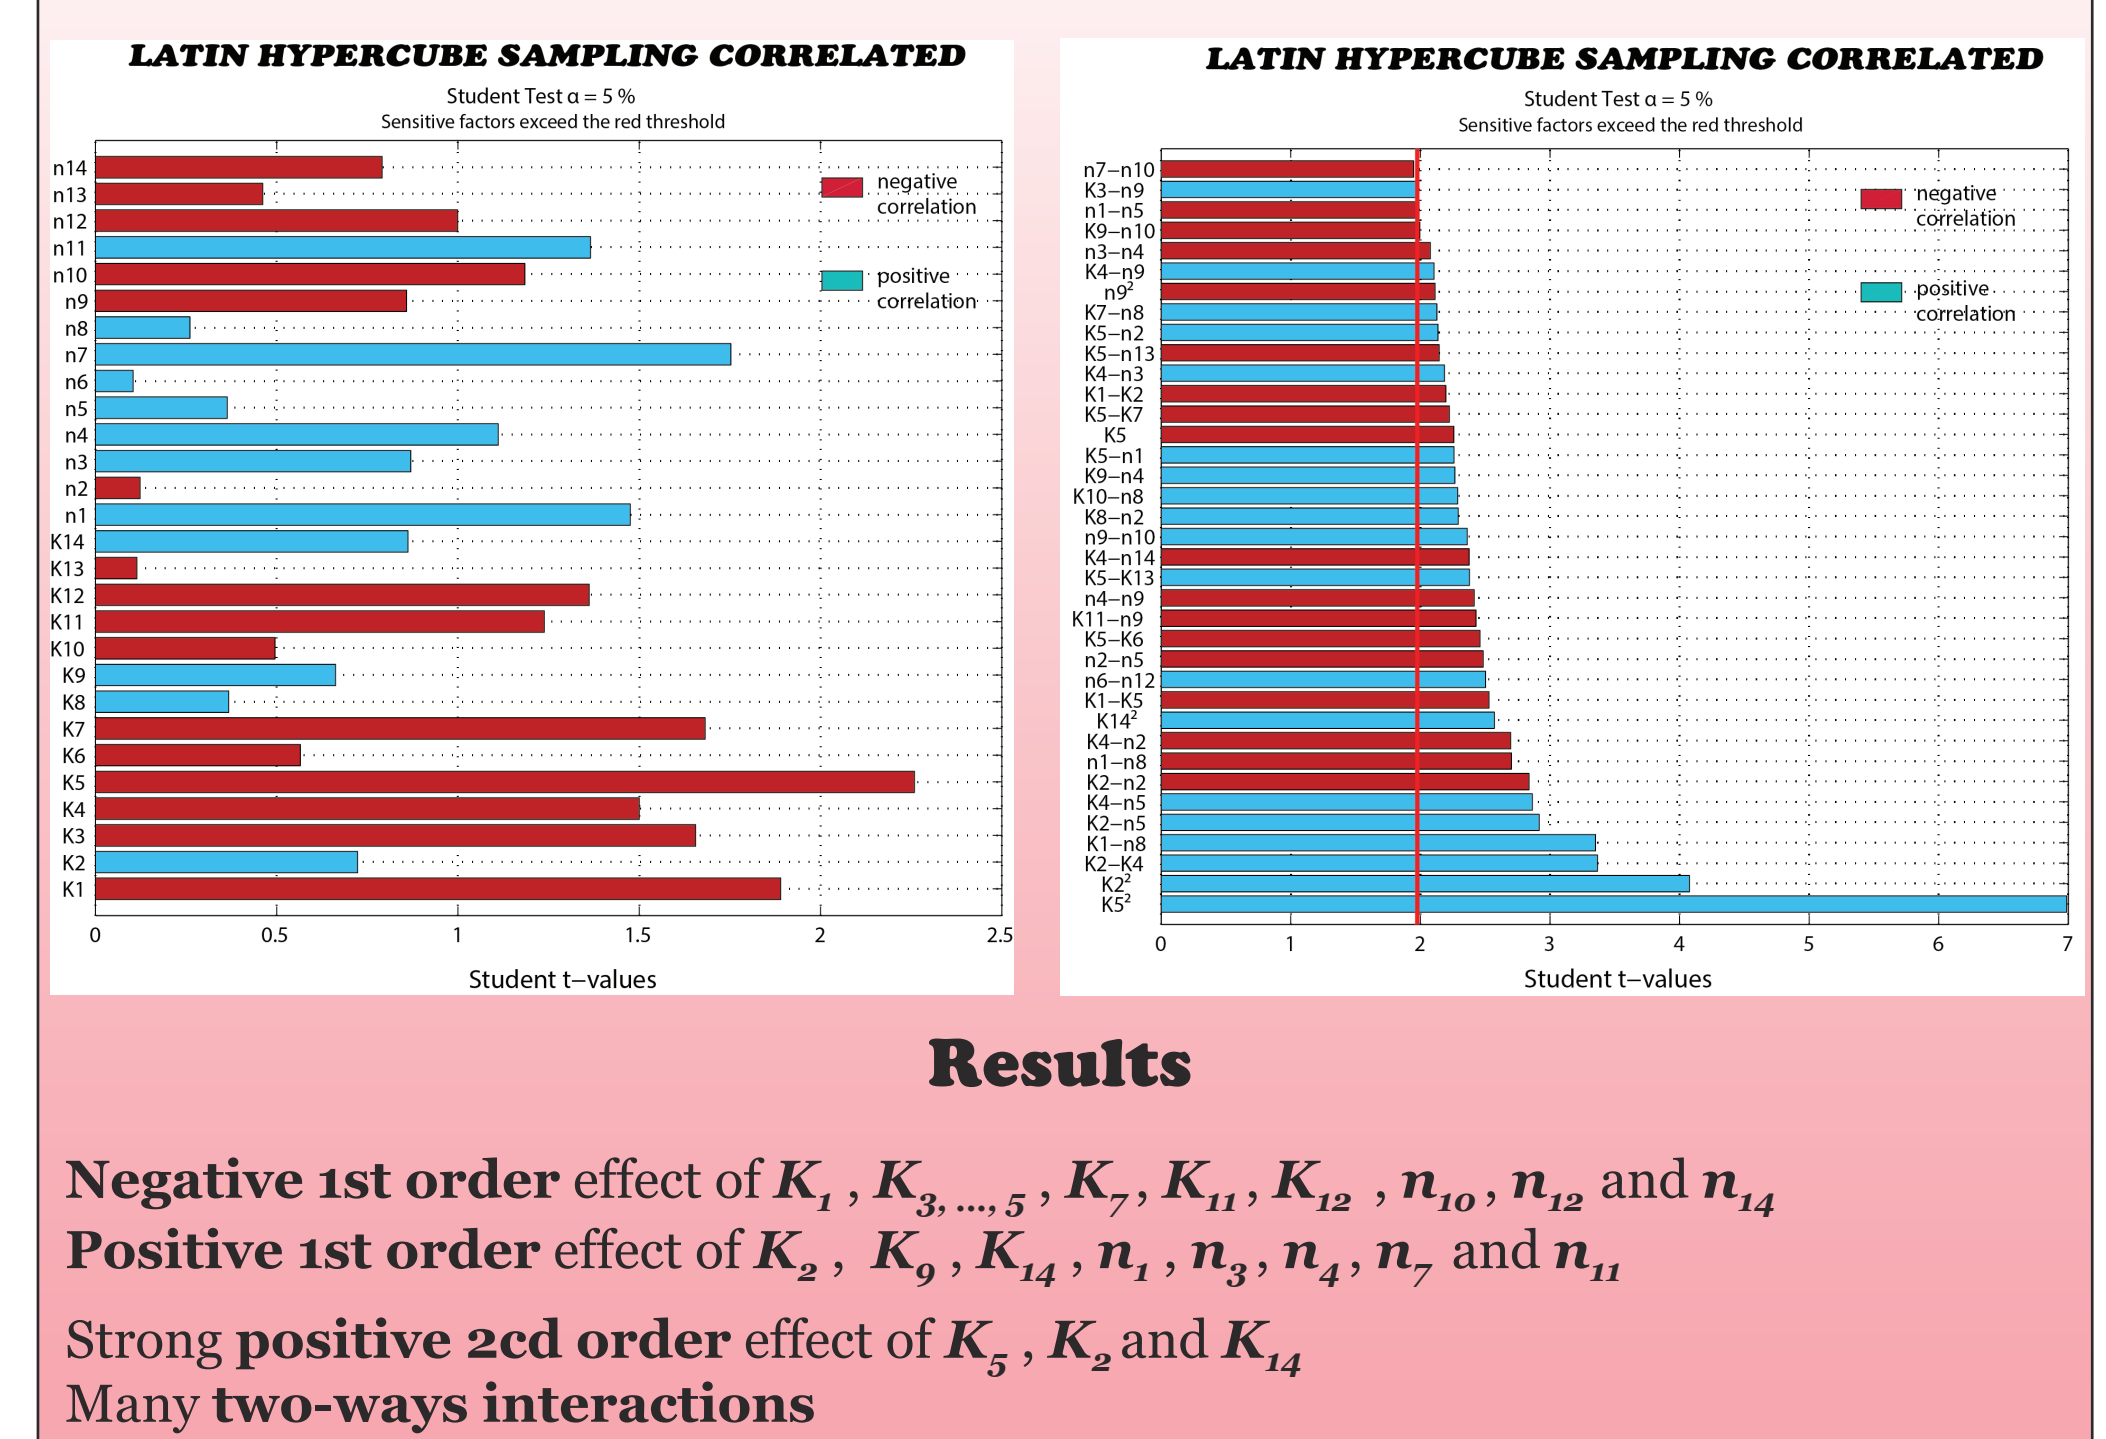 LATIN HYPERCUBE SAMPLING CORRELATED
Student Test α = 5 %
Sensitive factors exceed the red threshold
n14
n13
n12
n11
n10
n9
n8
n7
n6
n5
n4
n3
n2
n1
K14
K13
K12
K11
K10
K9
K8
K7
K6
K5
K4
K3
K2
K1
negative
correlation
positive
correlation
0 0.5 1 1.5 2 2.5
Student t−values
LATIN HYPERCUBE SAMPLING CORRELATED
Student Test α = 5 %
Sensitive factors exceed the red threshold
n7−n10
K3−n9
n1−n5
K9−n10
n3−n4
K4−n9
n9²
K7−n8
K5−n2
K5−n13
K4−n3
K1−K2
K5−K7
K5
K5−n1
K9−n4
K10−n8
K8−n2
n9−n10
K4−n14
K5−K13
n4−n9
K11−n9
K5−K6
n2−n5
n6−n12
K1−K5
K14²
K4−n2
n1−n8
K2−n2
K4−n5
K2−n5
K1−n8
K2−K4
K2²
K5²
negative
correlation
positive
correlation
0 1 2 3 4 5 6 7
Student t−values
Results
Negative 1st order effect of K₁ , K₃, ..., ₅ , K₇, K₁₁, K₁₂ , n₁₀, n₁₂ and n₁₄
Positive 1st order effect of K₂ , K₉ , K₁₄ , n₁ , n₃, n₄, n₇ and n₁₁
Strong positive 2cd order effect of K₅ , K₂ and K₁₄
Many two-ways interactions